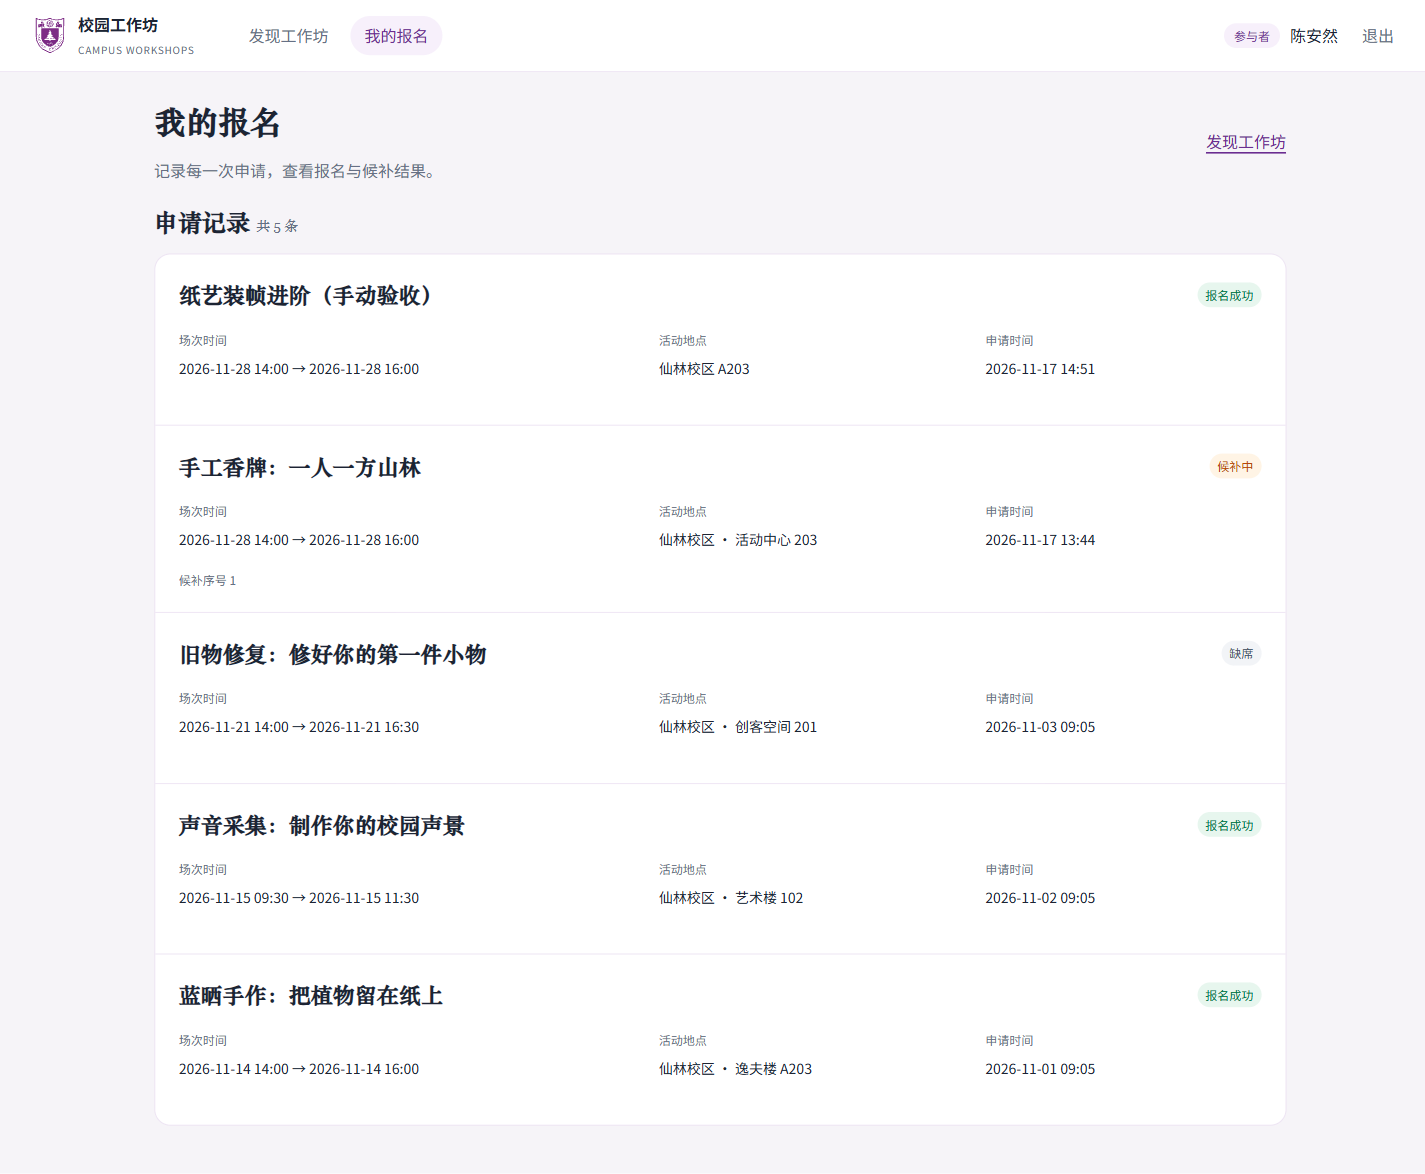 校园工作坊
CAMPUS WORKSHOPS
发现工作坊
我的报名
参与者
陈安然
退出
我的报名
记录每一次申请，查看报名与候补结果。
发现工作坊
申请记录 共 5 条
纸艺装帧进阶（手动验收）
报名成功
场次时间
活动地点
申请时间
2026-11-28 14:00 → 2026-11-28 16:00
仙林校区 A203
2026-11-17 14:51
手工香牌：一人一方山林
候补中
场次时间
活动地点
申请时间
2026-11-28 14:00 → 2026-11-28 16:00
仙林校区 · 活动中心 203
2026-11-17 13:44
候补序号 1
旧物修复：修好你的第一件小物
缺席
场次时间
活动地点
申请时间
2026-11-21 14:00 → 2026-11-21 16:30
仙林校区 · 创客空间 201
2026-11-03 09:05
声音采集：制作你的校园声景
报名成功
场次时间
活动地点
申请时间
2026-11-15 09:30 → 2026-11-15 11:30
仙林校区 · 艺术楼 102
2026-11-02 09:05
蓝晒手作：把植物留在纸上
报名成功
场次时间
活动地点
申请时间
2026-11-14 14:00 → 2026-11-14 16:00
仙林校区 · 逸夫楼 A203
2026-11-01 09:05